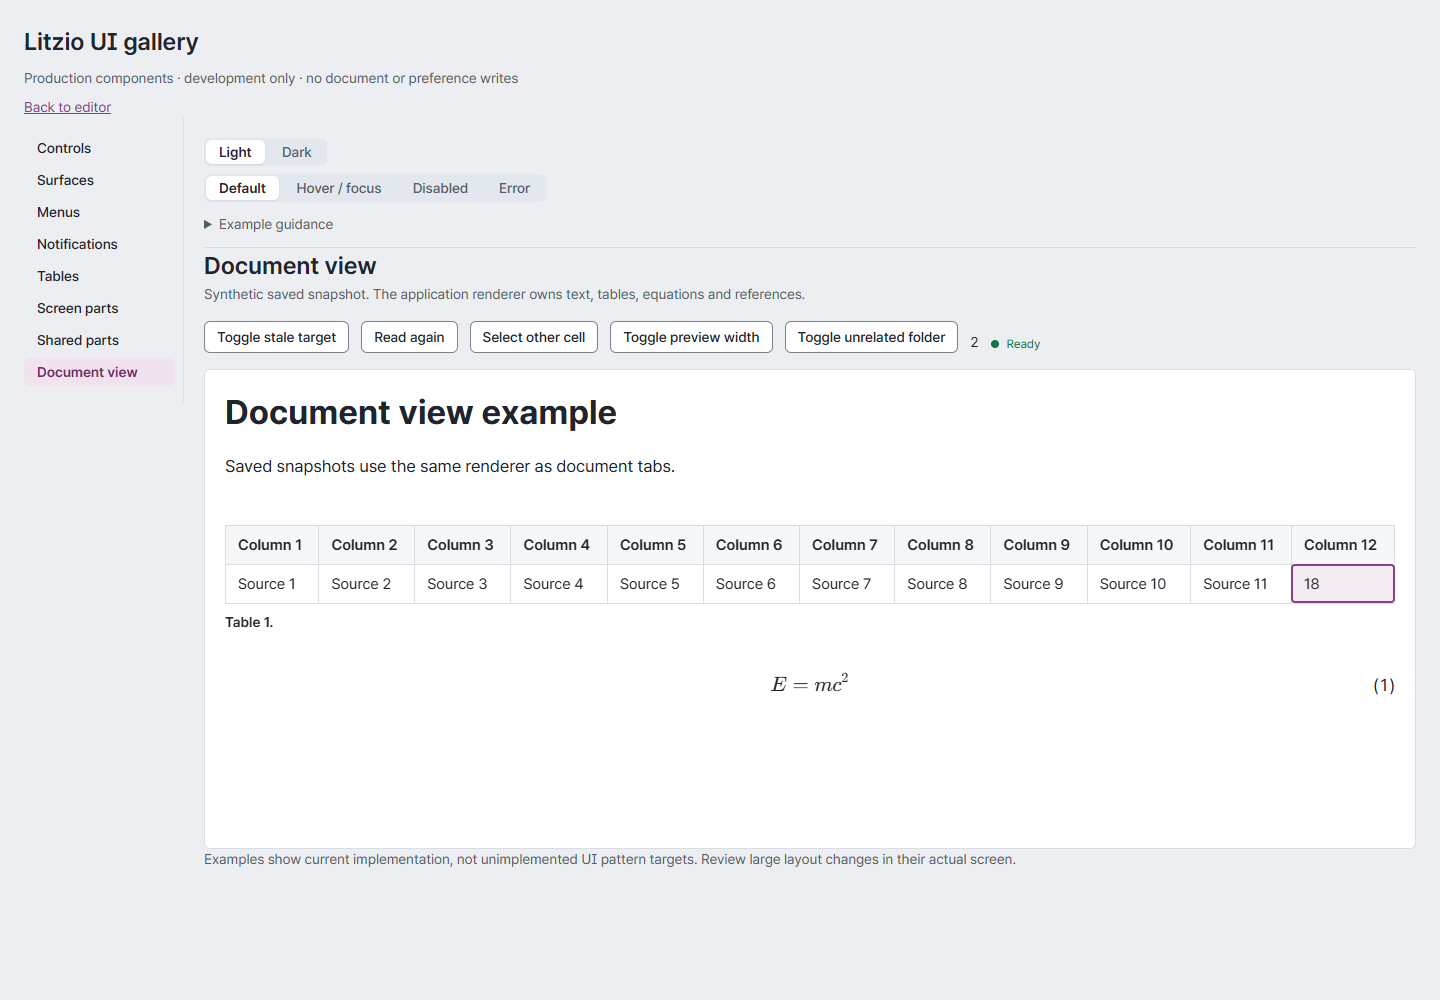 Litzio UI gallery
Production components · development only · no document or preference writes
Back to editor
Controls
Surfaces
Menus
Notifications
Tables
Screen parts
Shared parts
Document view
Light Dark
Default Hover / focus Disabled Error
Example guidance
Document view
Synthetic saved snapshot. The application renderer owns text, tables, equations and references.
Toggle stale target Read again Select other cell Toggle preview width Toggle unrelated folder 2 Ready
Document view example
Saved snapshots use the same renderer as document tabs.
Column 1 Column 2 Column 3 Column 4 Column 5 Column 6 Column 7 Column 8 Column 9 Column 10 Column 11 Column 12
Source 1 Source 2 Source 3 Source 4 Source 5 Source 6 Source 7 Source 8 Source 9 Source 10 Source 11 18
Table 1.
E = mc² (1)
Examples show current implementation, not unimplemented UI pattern targets. Review large layout changes in their actual screen.